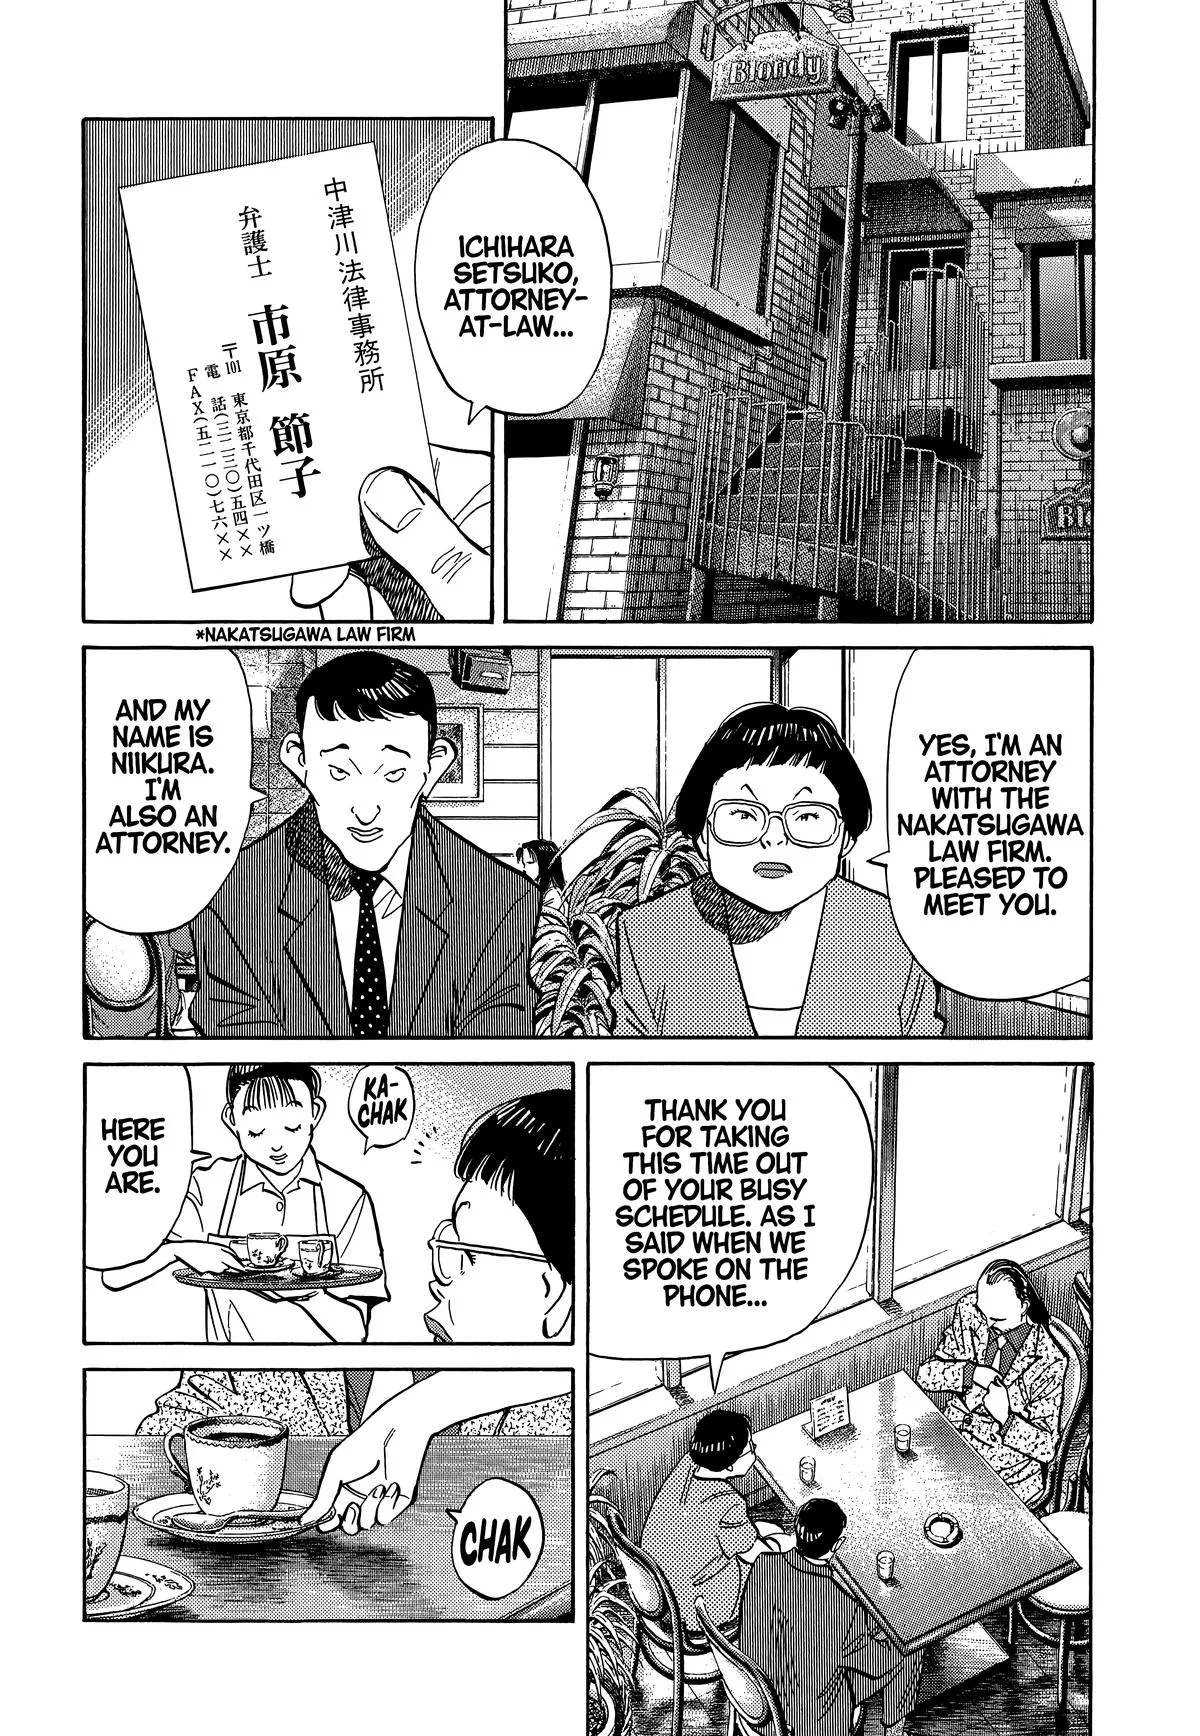 Blondy
Bl
ICHIHARA
SETSUKO,
ATTORNEY-
AT-LAW...
中津川法律事務所
弁護士 市原 節子
〒101 東京都千代田区一ツ橋
電話(三二三〇)五四××
FAX(五二一〇)七六××
*NAKATSUGAWA LAW FIRM
YES, I'M AN
ATTORNEY
WITH THE
NAKATSUGAWA
LAW FIRM.
PLEASED TO
MEET YOU.
AND MY
NAME IS
NIIKURA.
I'M
ALSO AN
ATTORNEY.
THANK YOU
FOR TAKING
THIS TIME OUT
OF YOUR BUSY
SCHEDULE. AS I
SAID WHEN WE
SPOKE ON THE
PHONE...
KA-
CHAK
HERE
YOU
ARE.
CHAK